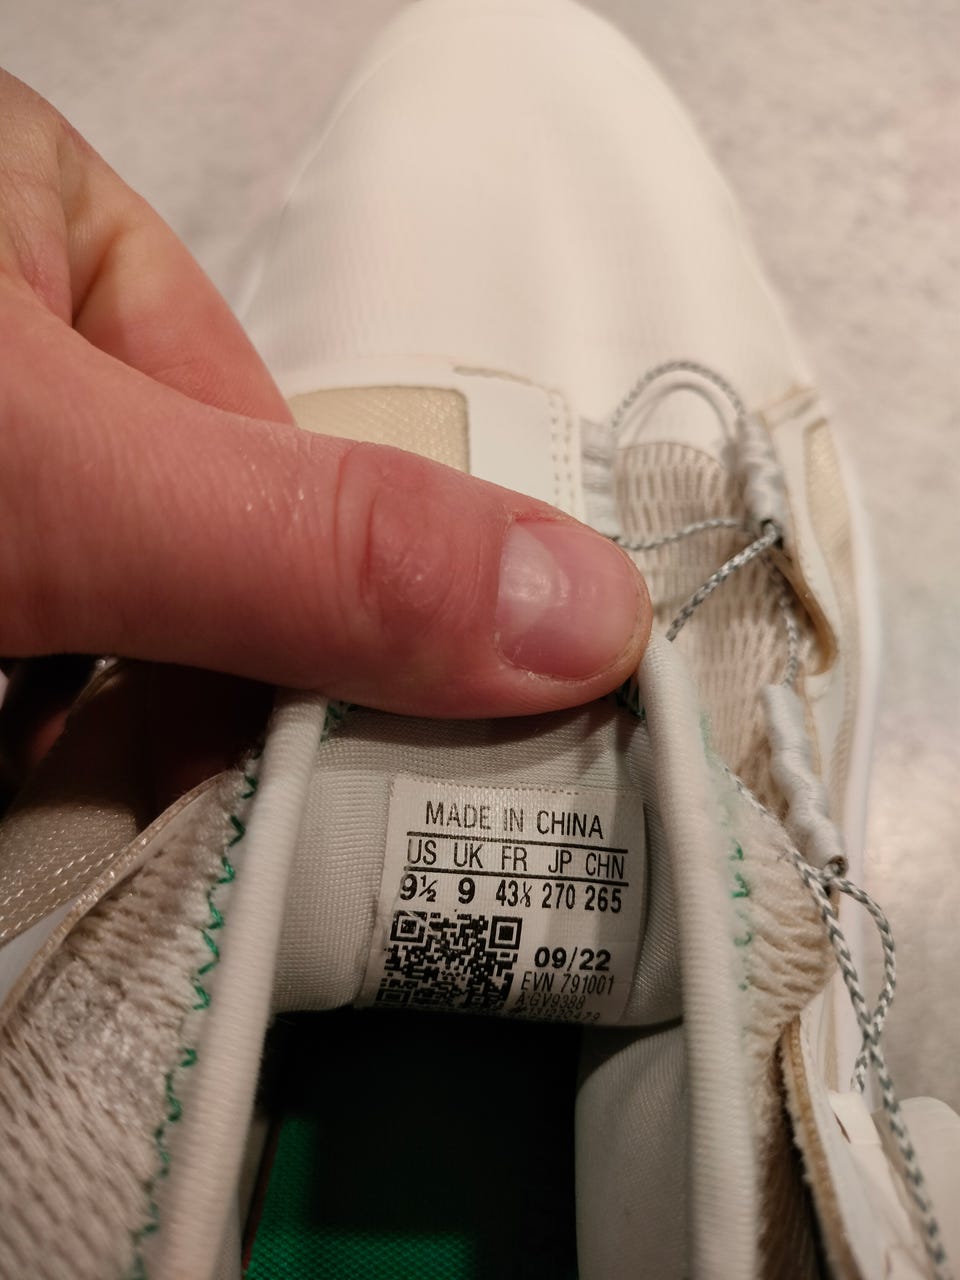 MADE IN CHINA
US UK FR JP CHN
9½ 9 43⅓ 270 265
09/22
EVN 791001